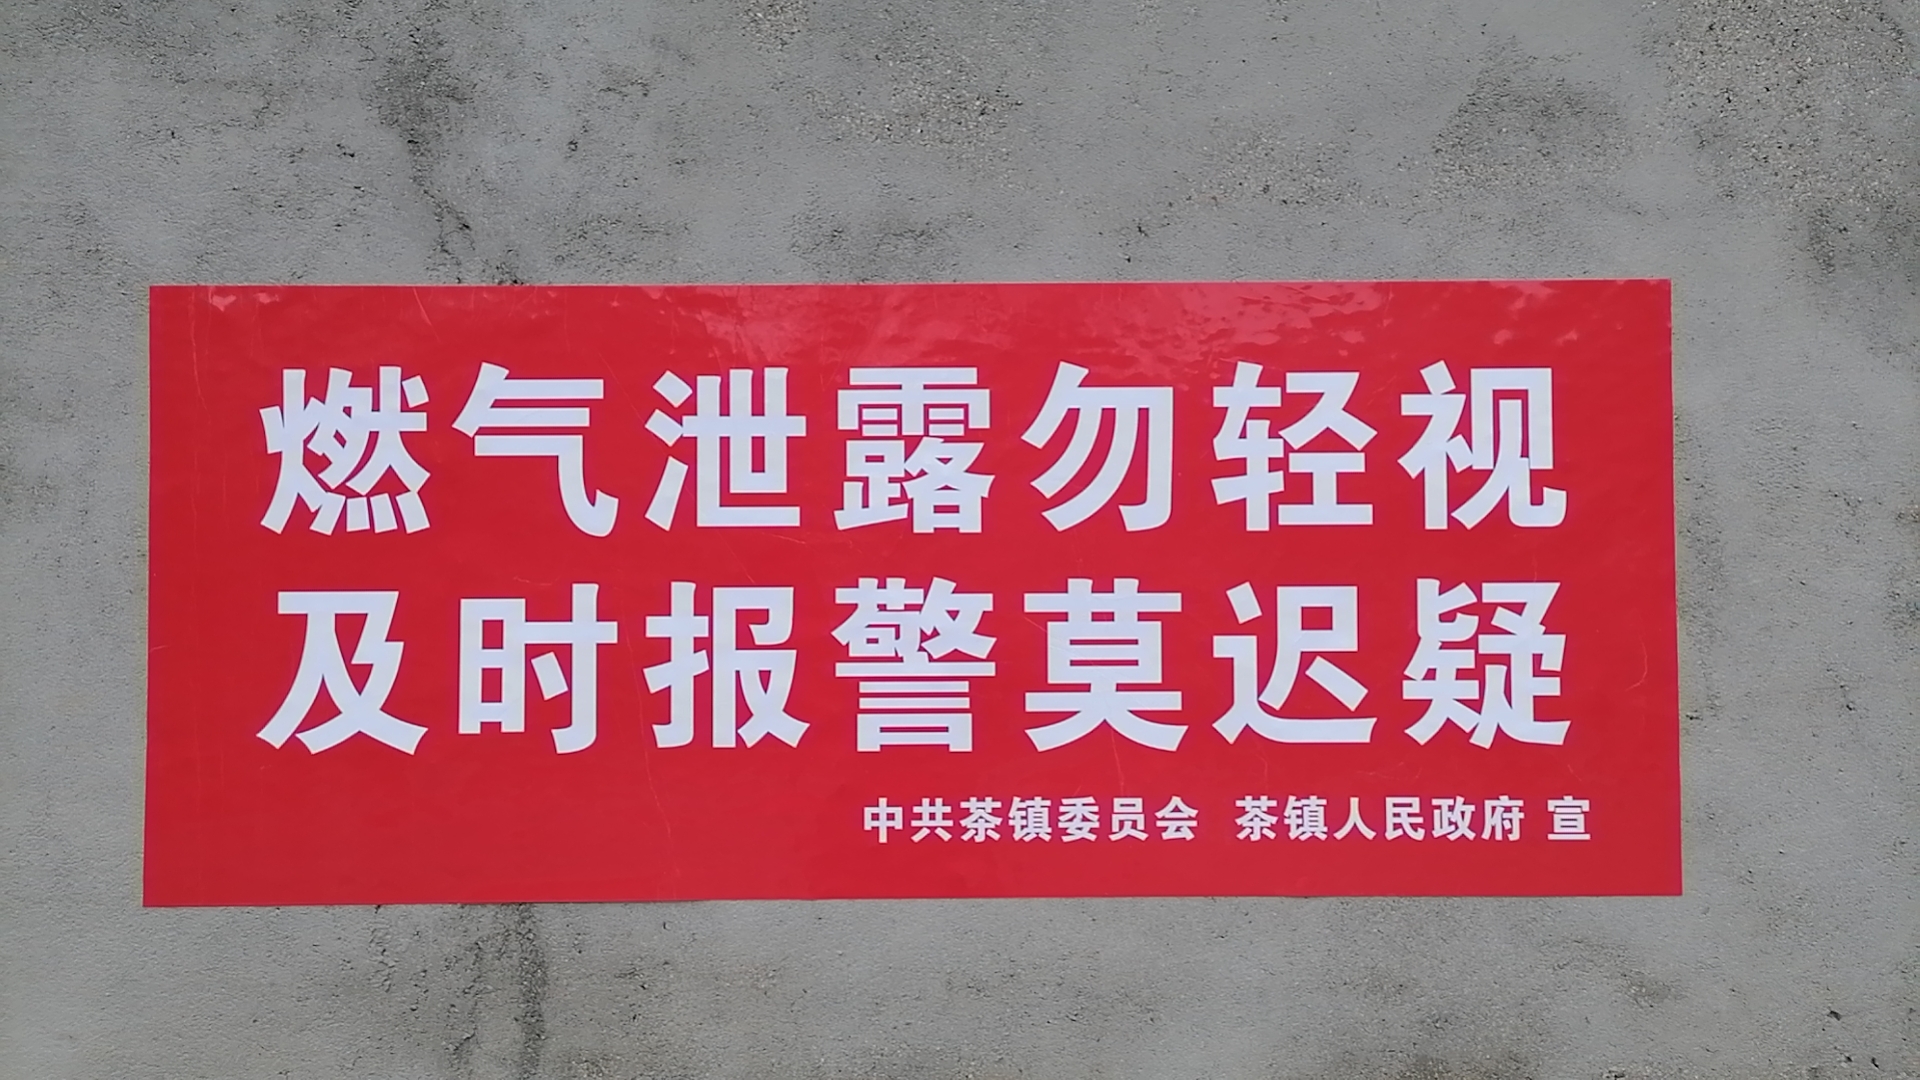 燃气泄露勿轻视
及时报警莫迟疑
中共茶镇委员会 茶镇人民政府 宣